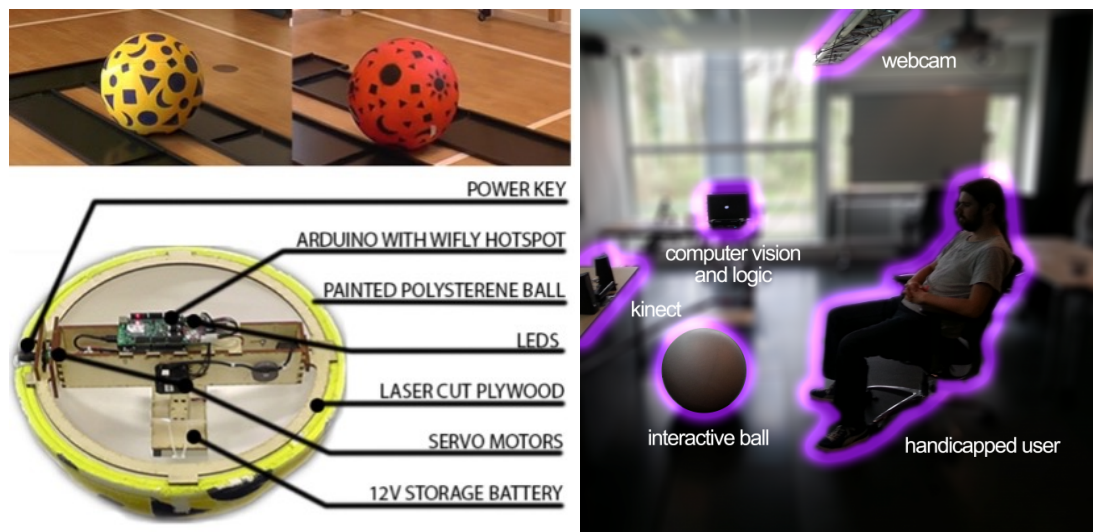 POWER KEY
ARDUINO WITH WIFLY HOTSPOT
PAINTED POLYSTERENE BALL
LEDS
LASER CUT PLYWOOD
SERVO MOTORS
12V STORAGE BATTERY
webcam
computer vision
and logic
kinect
interactive ball
handicapped user